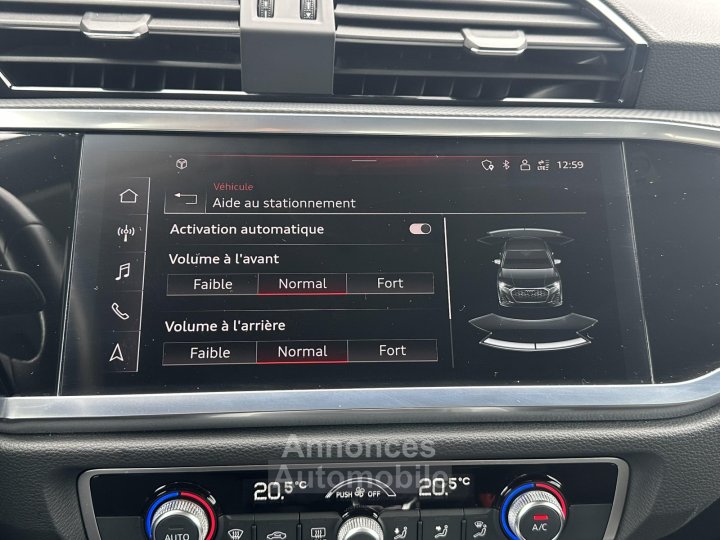 12:59
Véhicule
Aide au stationnement
Activation automatique
Volume à l'avant
Faible Normal Fort
Volume à l'arrière
Faible Normal Fort
Annonces
Automobile
20.5°C PUSH OFF 20.5°C
AUTO A/C